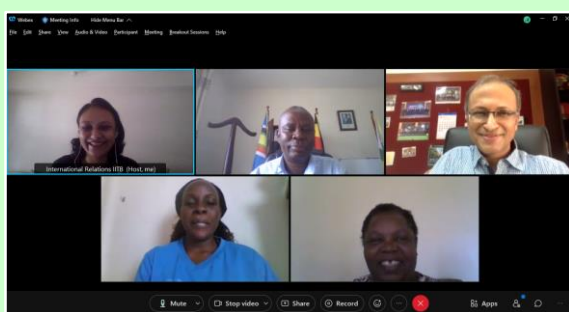 Webex Meeting Info Hide Menu Bar
File Edit Share View Audio & Video Participant Meeting Breakout Sessions Help
International Relations IITB (Host, me)
Mute Stop video Share Record Apps